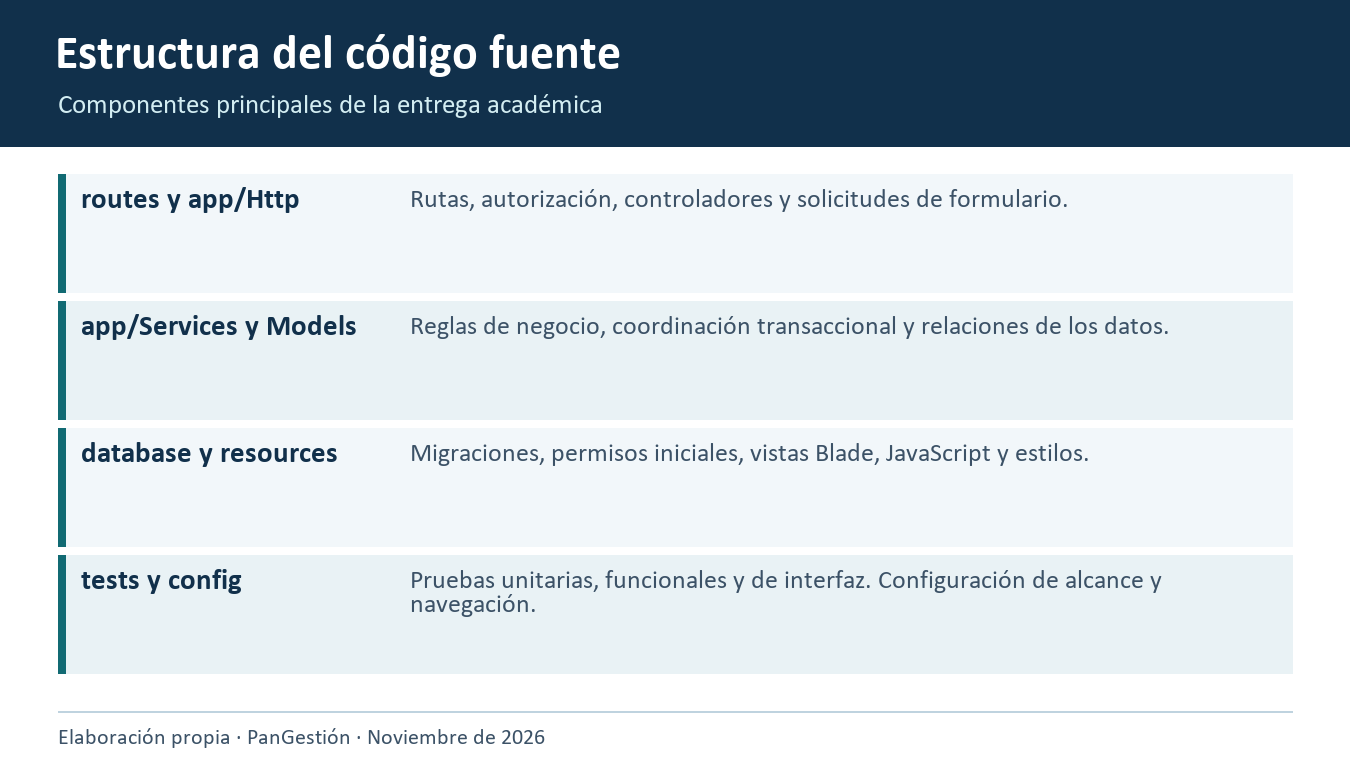 Estructura del código fuente
Componentes principales de la entrega académica
routes y app/Http
Rutas, autorización, controladores y solicitudes de formulario.
app/Services y Models
Reglas de negocio, coordinación transaccional y relaciones de los datos.
database y resources
Migraciones, permisos iniciales, vistas Blade, JavaScript y estilos.
tests y config
Pruebas unitarias, funcionales y de interfaz. Configuración de alcance y
navegación.
Elaboración propia · PanGestión · Noviembre de 2026